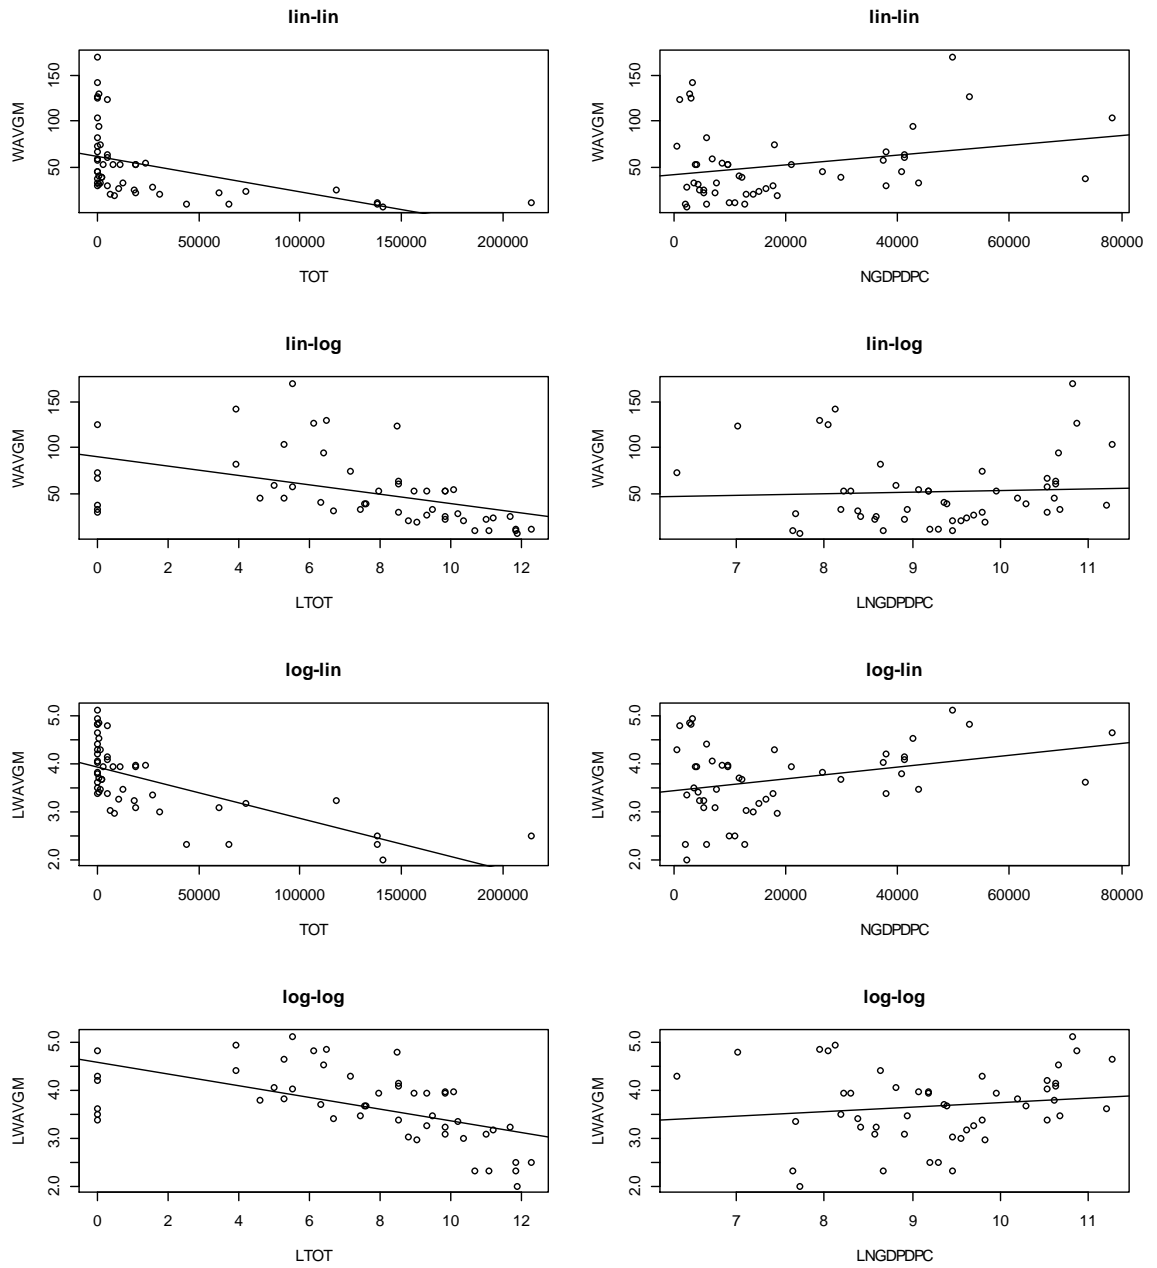 lin-lin
WAVGM
50 100 150
0 50000 100000 150000 200000
TOT
lin-lin
WAVGM
50 100 150
0 20000 40000 60000 80000
NGDPDPC
lin-log
WAVGM
50 100 150
0 2 4 6 8 10 12
LTOT
lin-log
WAVGM
50 100 150
7 8 9 10 11
LNGDPDPC
log-lin
LWAVGM
2.0 3.0 4.0 5.0
0 50000 100000 150000 200000
TOT
log-lin
LWAVGM
2.0 3.0 4.0 5.0
0 20000 40000 60000 80000
NGDPDPC
log-log
LWAVGM
2.0 3.0 4.0 5.0
0 2 4 6 8 10 12
LTOT
log-log
LWAVGM
2.0 3.0 4.0 5.0
7 8 9 10 11
LNGDPDPC